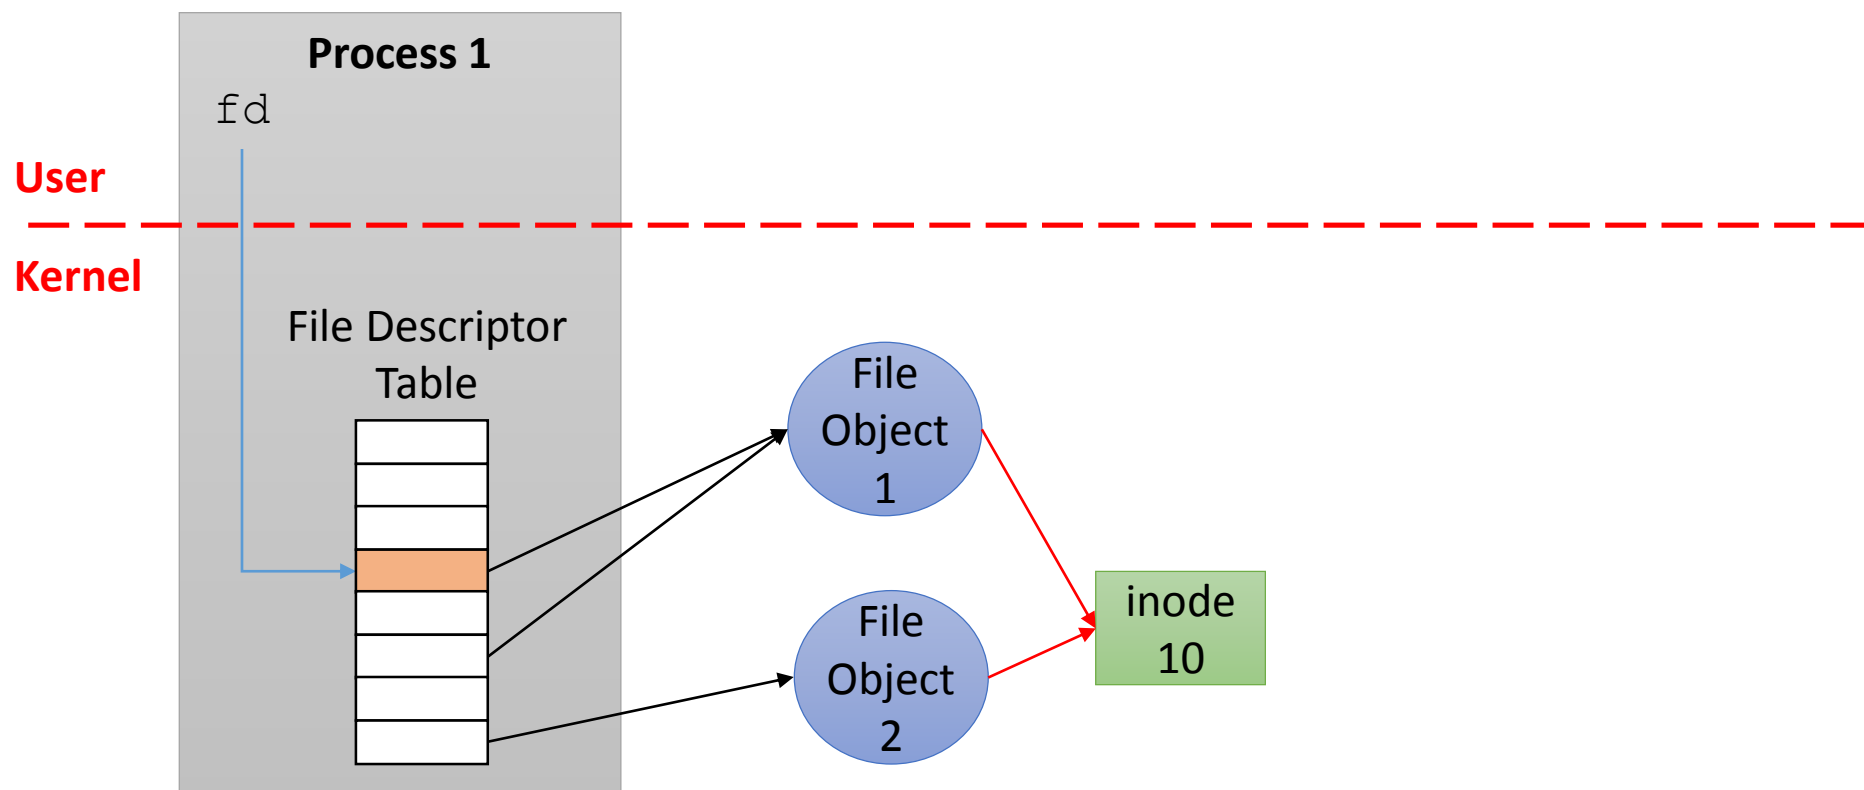 Process 1
fd
User
Kernel
File Descriptor
Table
File
Object
1
File
Object
2
inode
10